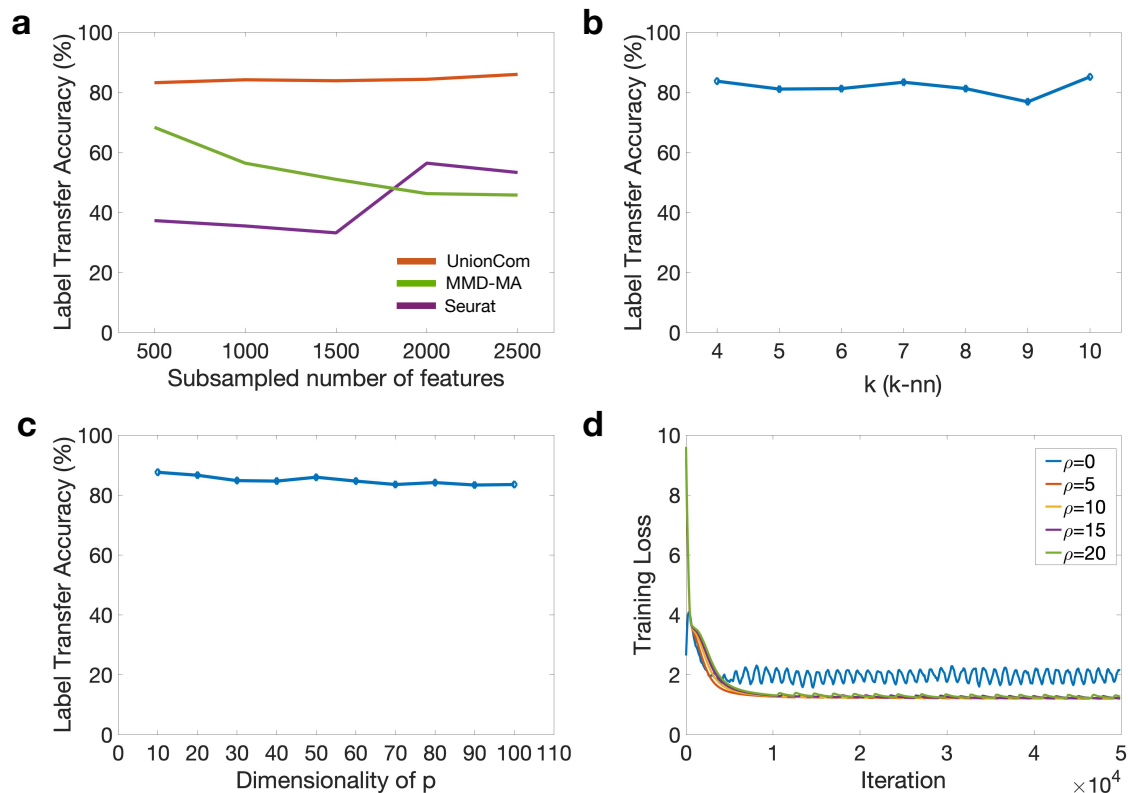 a
Label Transfer Accuracy (%)
100
80
60
40
20
0
500 1000 1500 2000 2500
Subsampled number of features
UnionCom
MMD-MA
Seurat
b
Label Transfer Accuracy (%)
100
80
60
40
20
0
4 5 6 7 8 9 10
k (k-nn)
c
Label Transfer Accuracy (%)
100
80
60
40
20
0
0 10 20 30 40 50 60 70 80 90 100 110
Dimensionality of p
d
Training Loss
10
8
6
4
2
0
0 1 2 3 4 5
Iteration
×10⁴
ρ=0
ρ=5
ρ=10
ρ=15
ρ=20